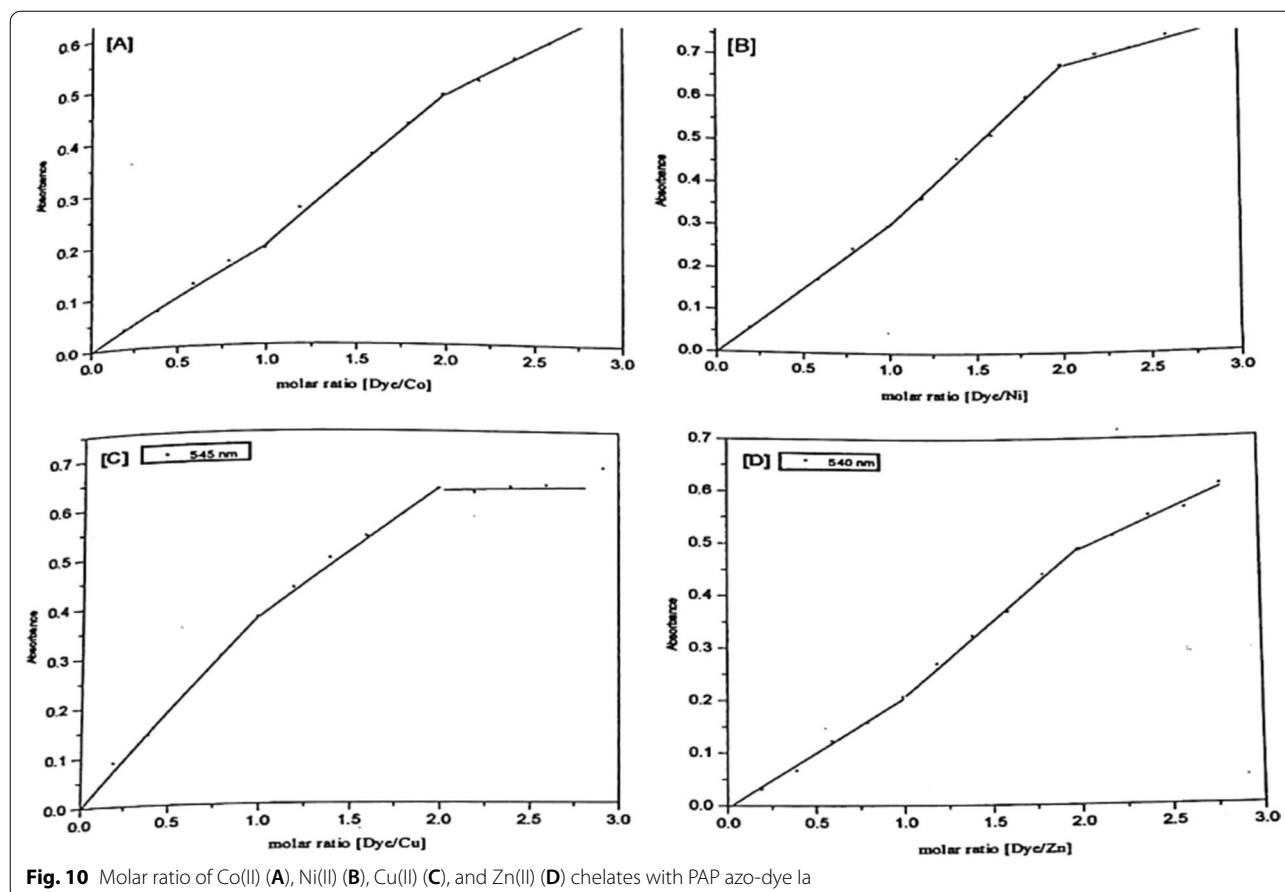 [A]
0.6
0.5
0.4
0.3
0.2
0.1
0.0
Absorbance
0.0 0.5 1.0 1.5 2.0 2.5 3.0
molar ratio [Dye/Co]
[B]
0.7
0.6
0.5
0.4
0.3
0.2
0.1
0.0
Absorbance
0.0 0.5 1.0 1.5 2.0 2.5 3.0
molar ratio [Dye/Ni]
[C] 545 nm
0.7
0.6
0.5
0.4
0.3
0.2
0.1
0.0
Absorbance
0.0 0.5 1.0 1.5 2.0 2.5 3.0
molar ratio [Dye/Cu]
[D] 540 nm
0.7
0.6
0.5
0.4
0.3
0.2
0.1
0.0
Absorbance
0.0 0.5 1.0 1.5 2.0 2.5 3.0
molar ratio [Dye/Zn]
Fig. 10 Molar ratio of Co(II) (A), Ni(II) (B), Cu(II) (C), and Zn(II) (D) chelates with PAP azo-dye Ia